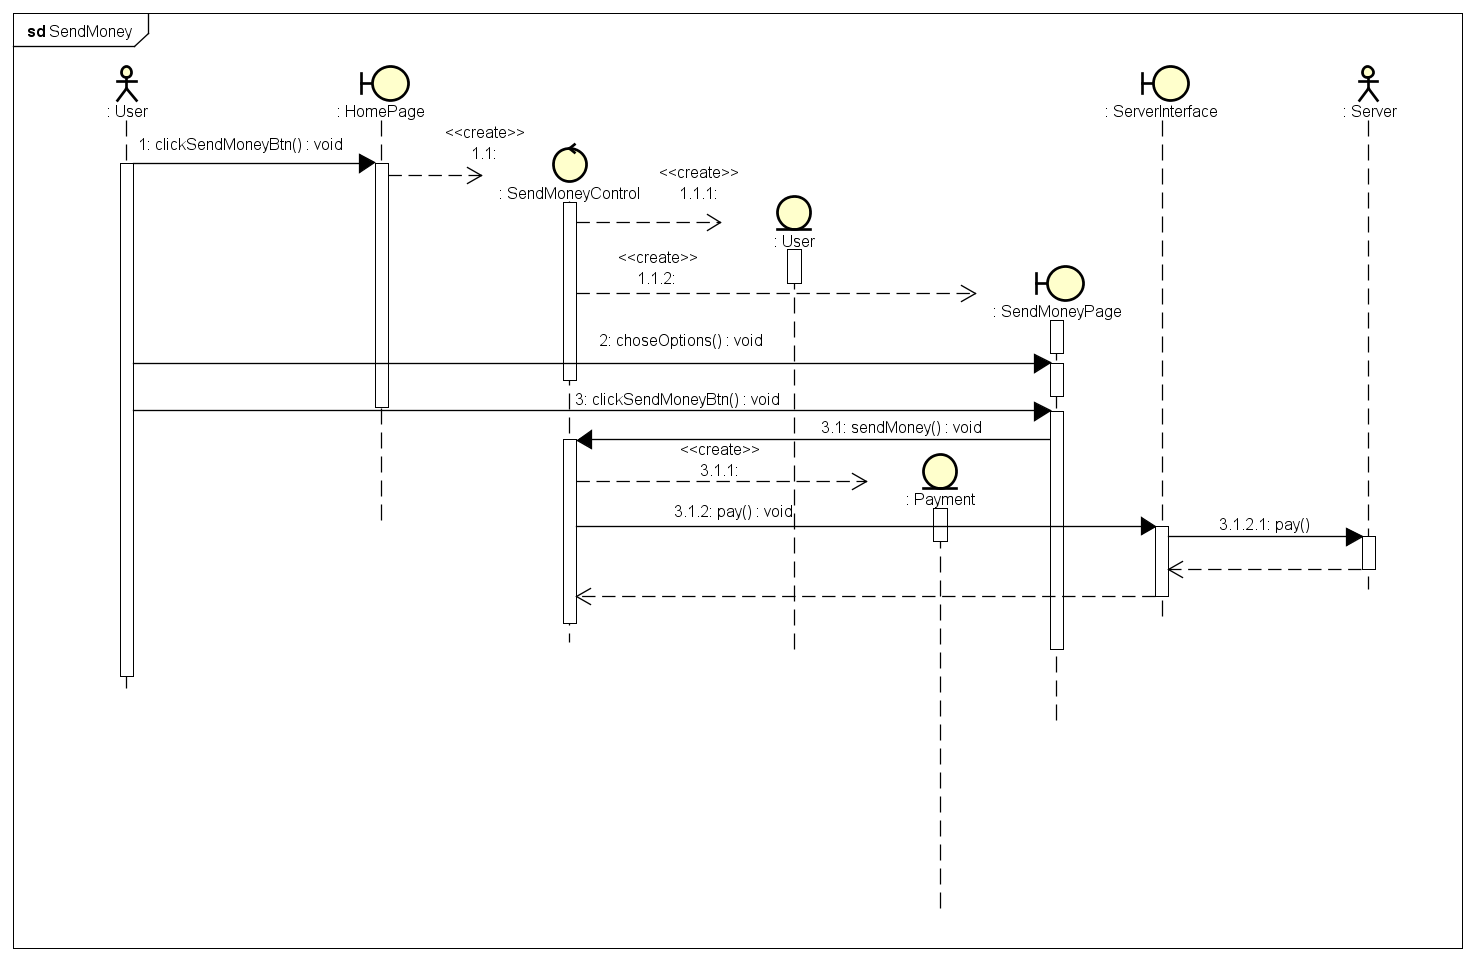 sd SendMoney
: User
: HomePage
: ServerInterface
: Server
<<create>>
1: clickSendMoneyBtn() : void
1.1:
<<create>>
: SendMoneyControl
1.1.1:
: User
<<create>>
1.1.2:
: SendMoneyPage
2: choseOptions() : void
3: clickSendMoneyBtn() : void
3.1: sendMoney() : void
<<create>>
3.1.1:
: Payment
3.1.2: pay() : void
3.1.2.1: pay()